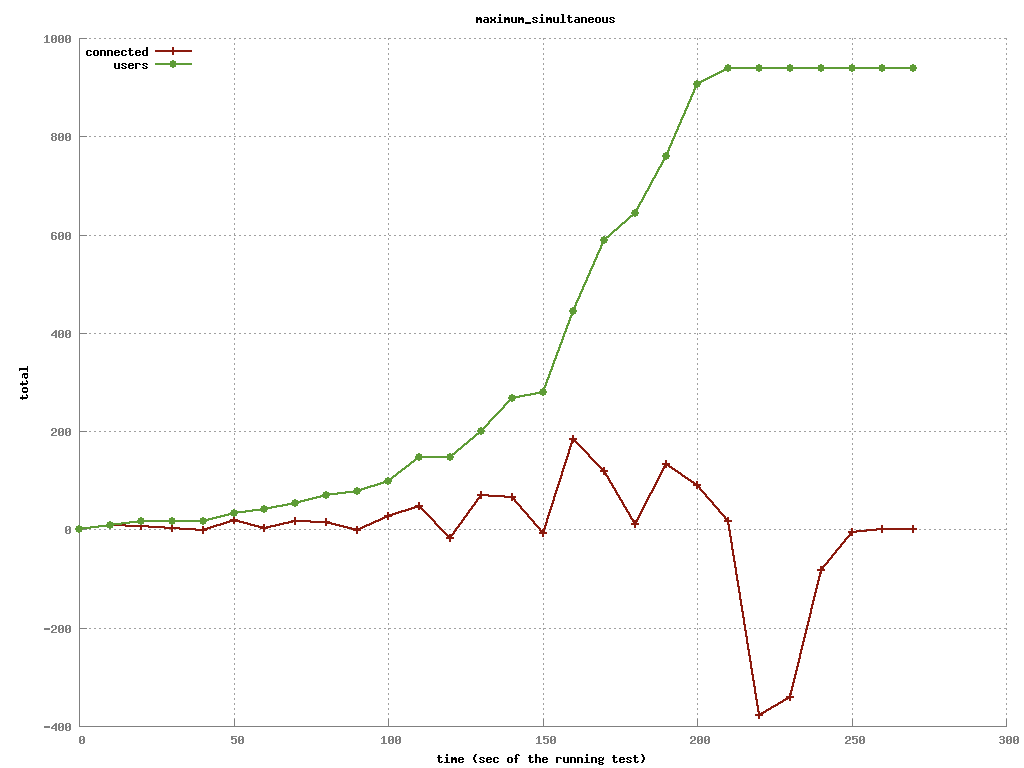 maximum_simultaneous
1000
connected
users
800
600
400
total
200
0
-200
-400
0 50 100 150 200 250 300
time (sec of the running test)